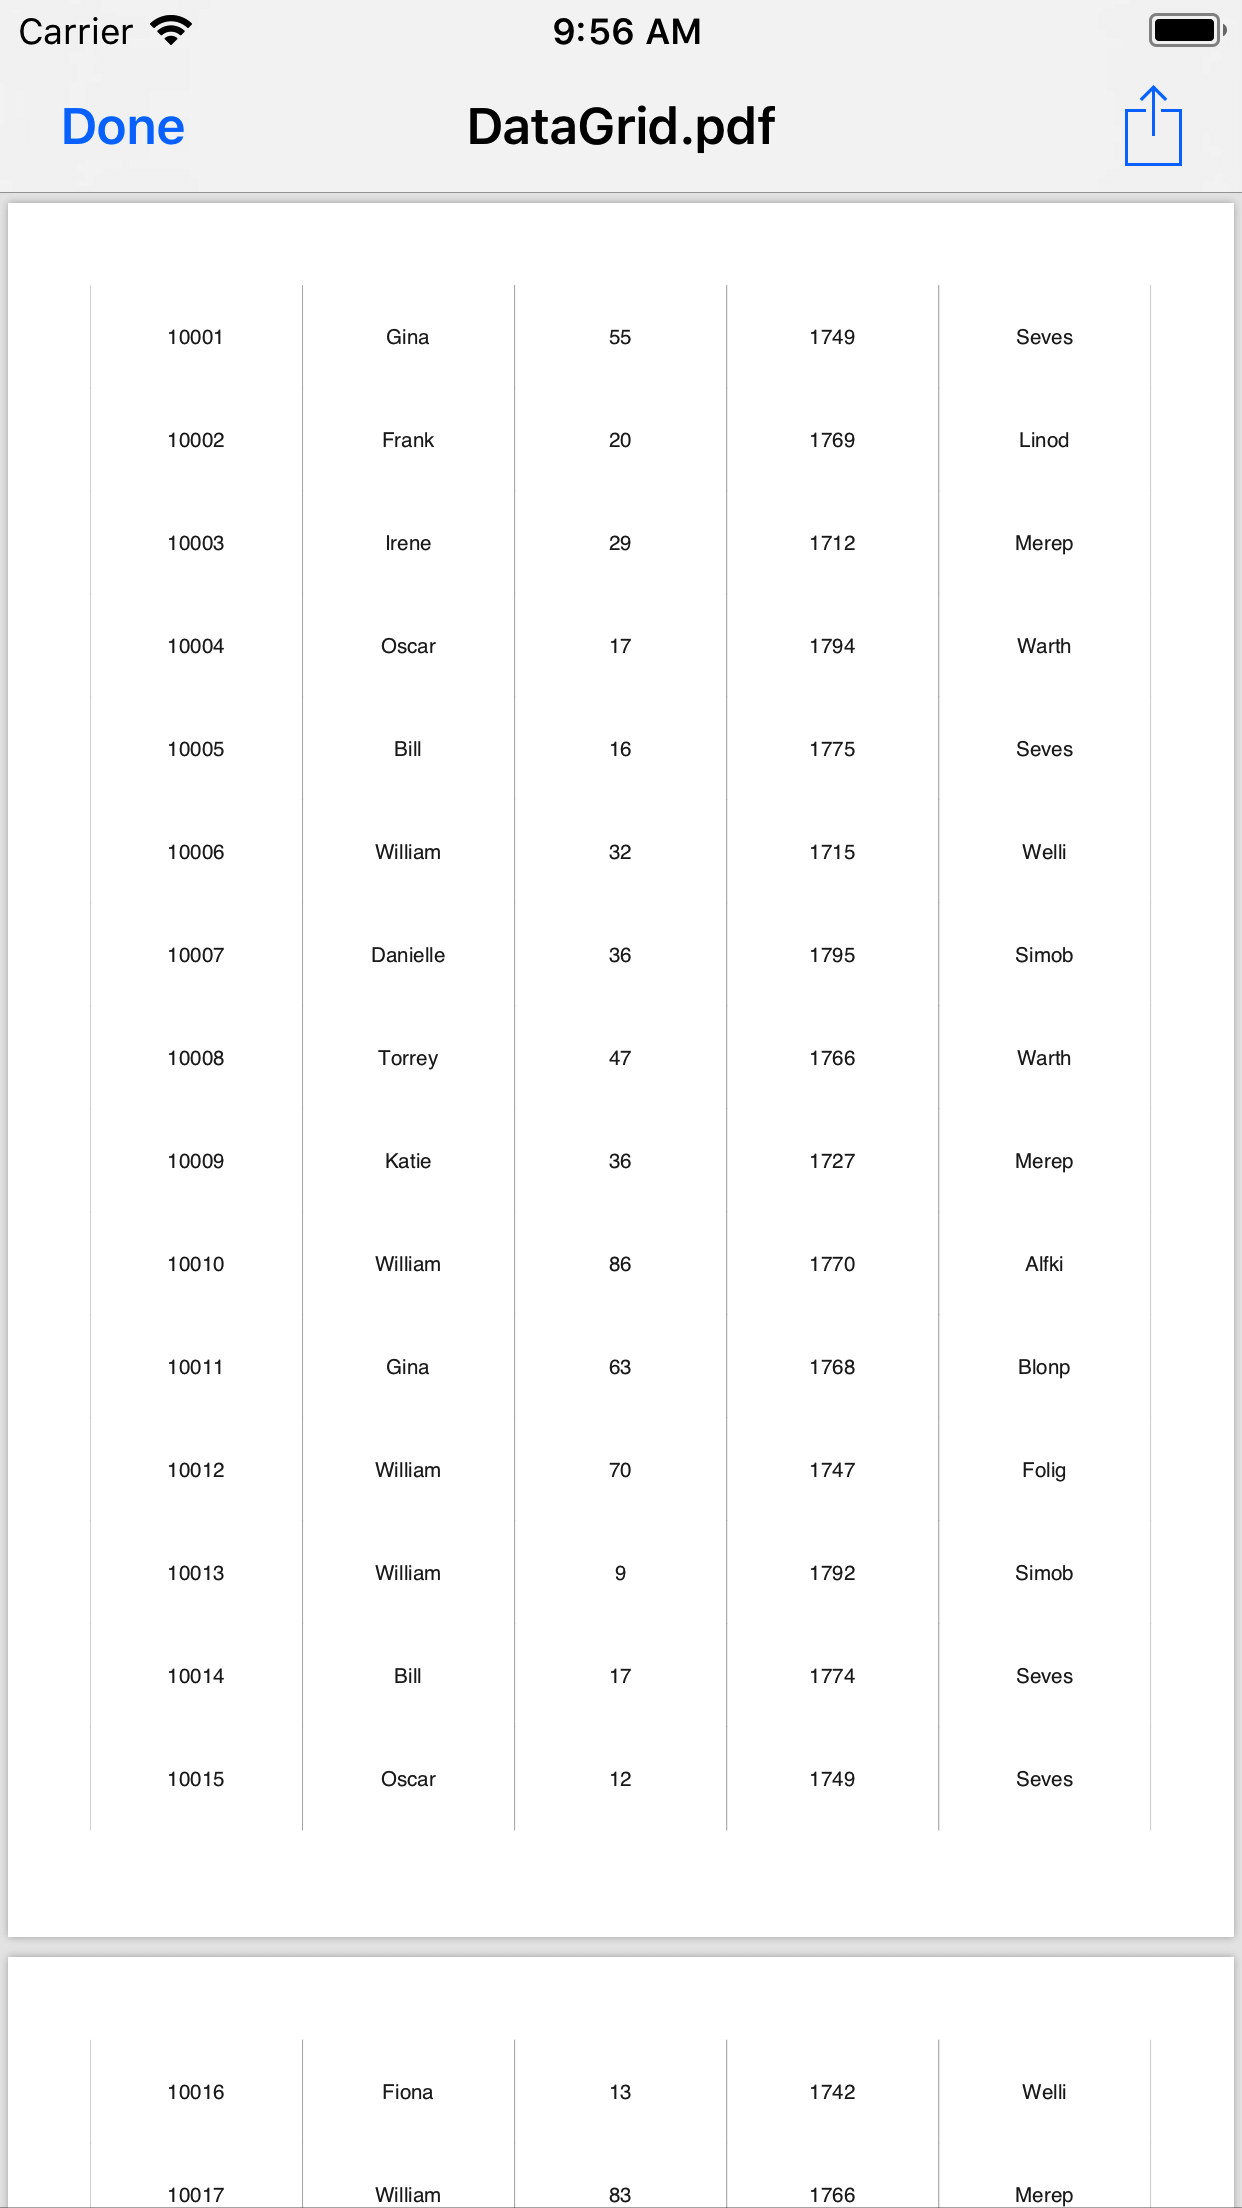 Carrier 9:56 AM
Done DataGrid.pdf
10001 Gina 55 1749 Seves
10002 Frank 20 1769 Linod
10003 Irene 29 1712 Merep
10004 Oscar 17 1794 Warth
10005 Bill 16 1775 Seves
10006 William 32 1715 Welli
10007 Danielle 36 1795 Simob
10008 Torrey 47 1766 Warth
10009 Katie 36 1727 Merep
10010 William 86 1770 Alfki
10011 Gina 63 1768 Blonp
10012 William 70 1747 Folig
10013 William 9 1792 Simob
10014 Bill 17 1774 Seves
10015 Oscar 12 1749 Seves
10016 Fiona 13 1742 Welli
10017 William 83 1766 Merep